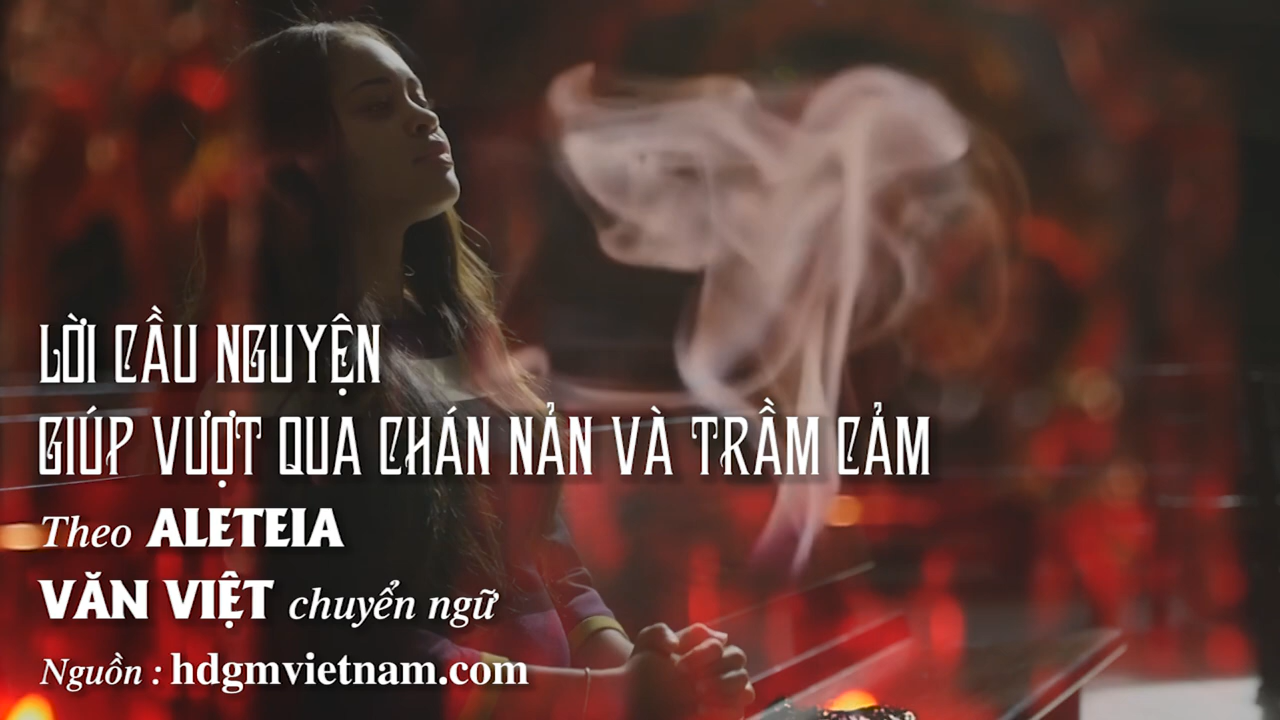 LỜI CẦU NGUYỆN
GIÚP VƯỢT QUA CHÁN NẢN VÀ TRẦM CẢM
Theo ALETEIA
VĂN VIỆT chuyển ngữ
Nguồn : hdgmvietnam.com